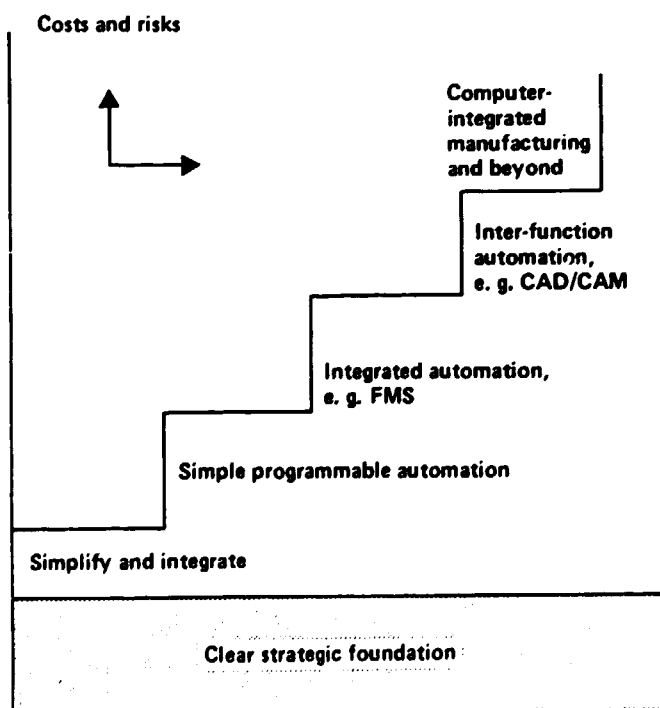 Costs and risks
Computer-
integrated
manufacturing
and beyond
Inter-function
automation,
e. g. CAD/CAM
Integrated automation,
e. g. FMS
Simple programmable automation
Simplify and integrate
Clear strategic foundation